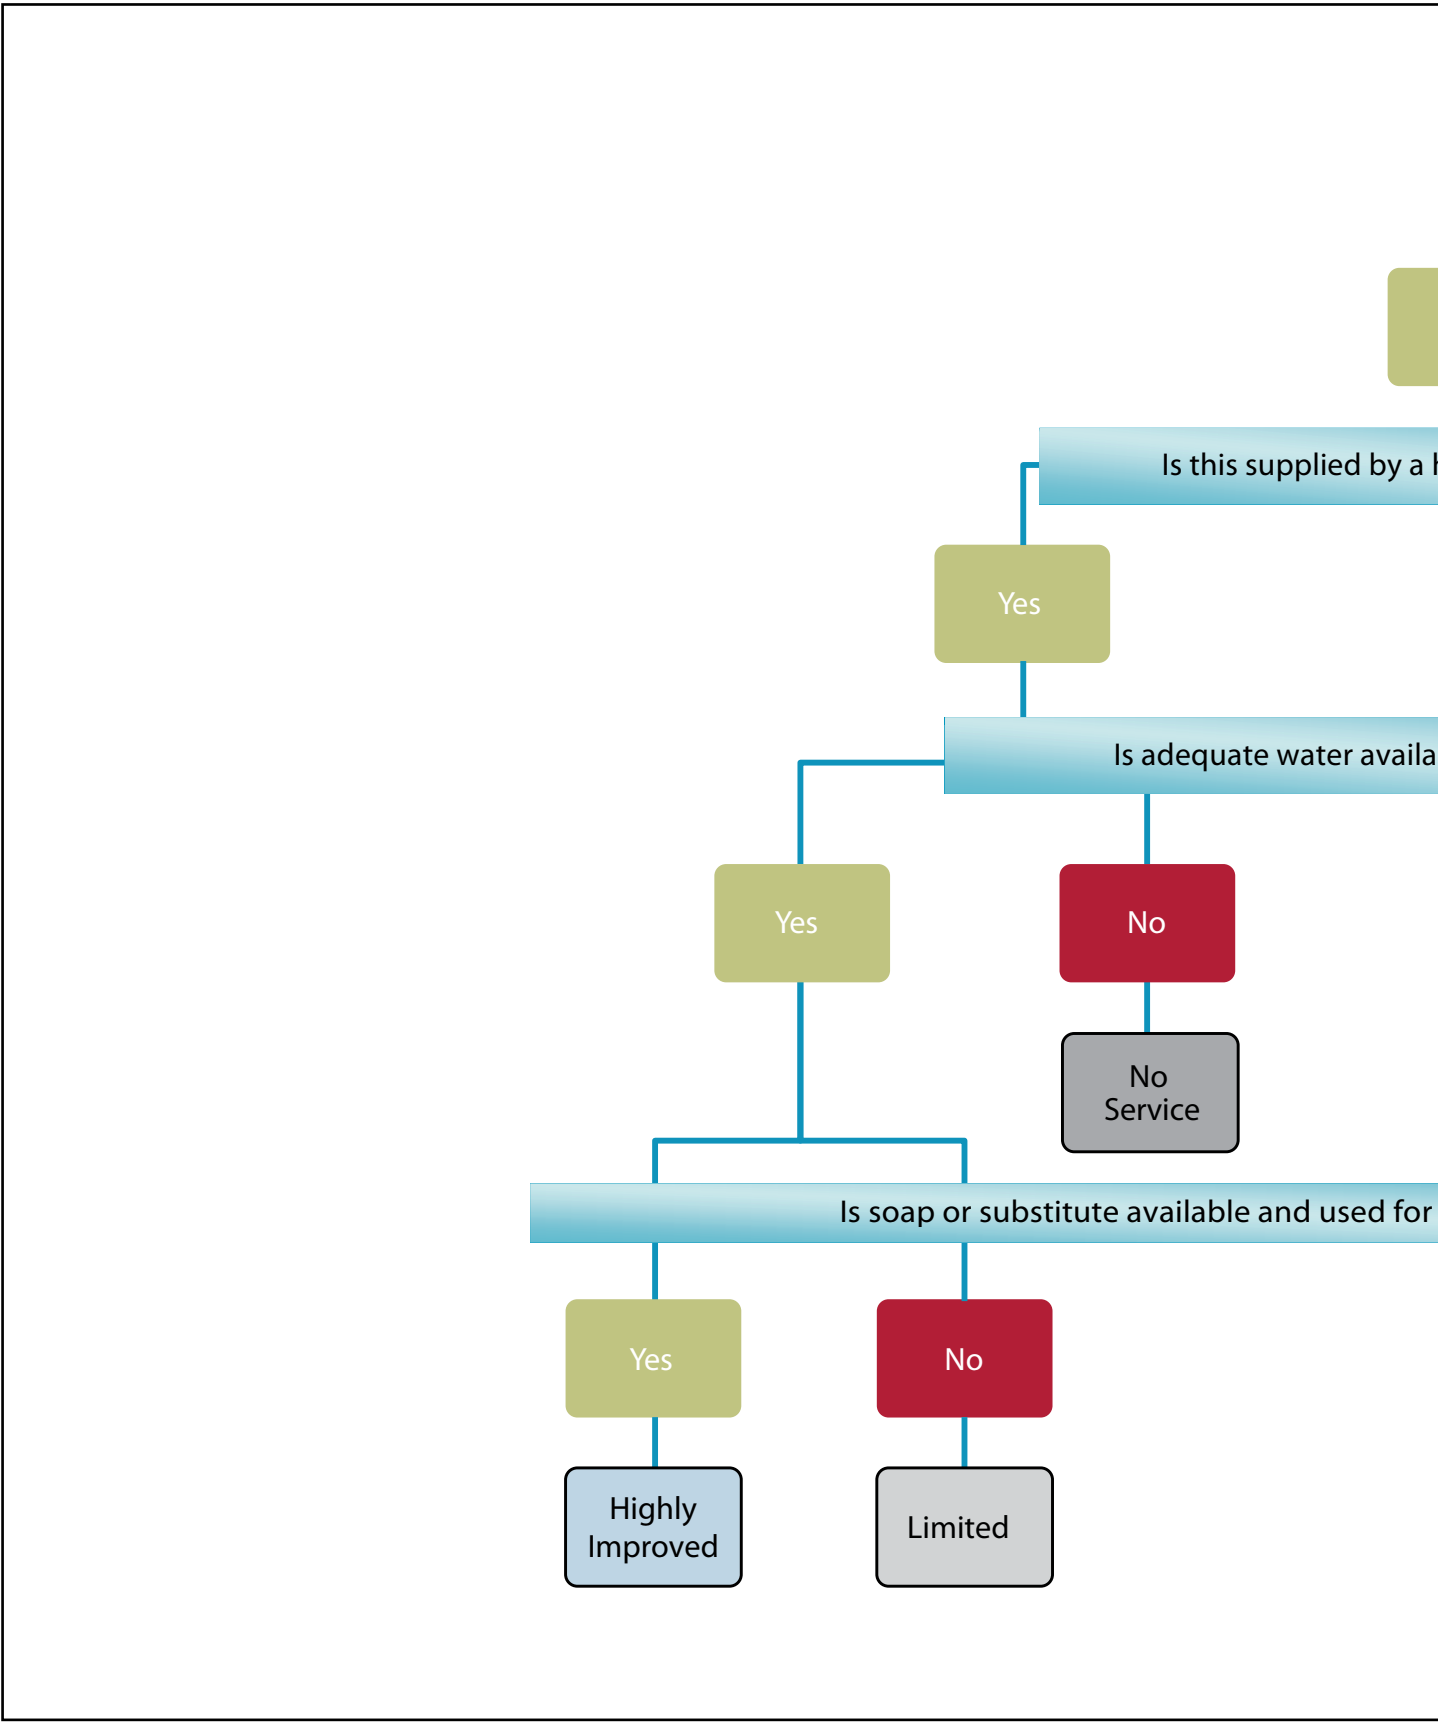 Is this supplied by a
Yes
Is adequate water
Yes
No
No
Service
Is soap or substitute available and used for
Yes
No
Highly
Improved
Limited